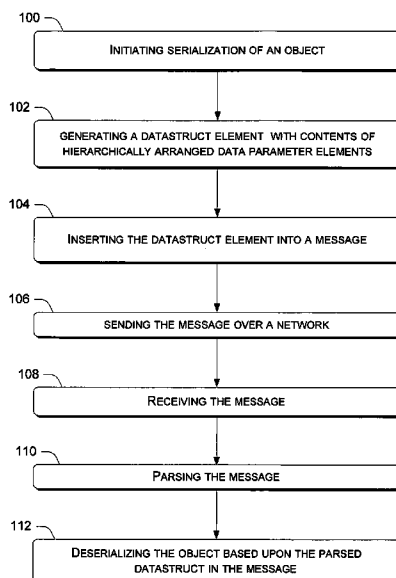 100
INITIATING SERIALIZATION OF AN OBJECT
102
GENERATING A DATASTRUCT ELEMENT WITH CONTENTS OF
HIERARCHICALLY ARRANGED DATA PARAMETER ELEMENTS
104
INSERTING THE DATASTRUCT ELEMENT INTO A MESSAGE
106
SENDING THE MESSAGE OVER A NETWORK
108
RECEIVING THE MESSAGE
110
PARSING THE MESSAGE
112
DESERIALIZING THE OBJECT BASED UPON THE PARSED
DATASTRUCT IN THE MESSAGE